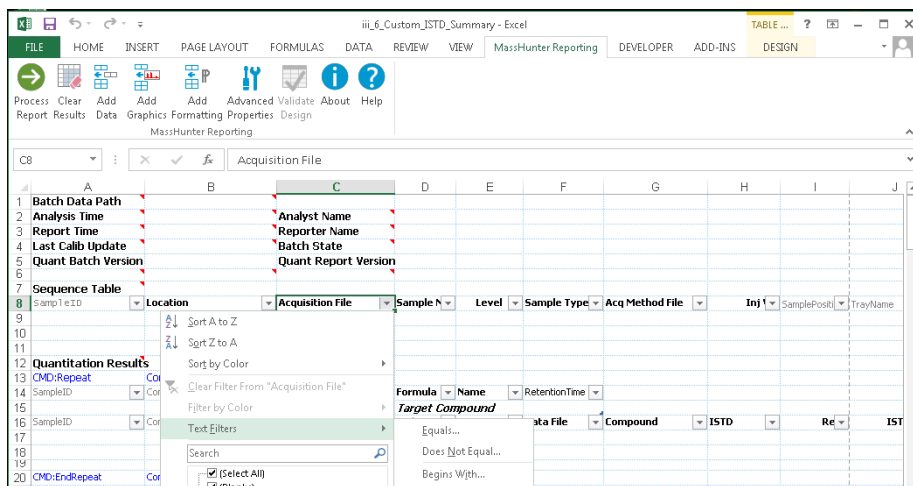 iii_6_Custom_ISTD_Summary - Excel
TABLE ... ?
FILE HOME INSERT PAGE LAYOUT FORMULAS DATA REVIEW VIEW MassHunter Reporting DEVELOPER ADD-INS DESIGN
Process Clear Add Add Add Advanced Validate About Help
Report Results Data Graphics Formatting Properties Design
MassHunter Reporting
C8 fx Acquisition File
A B C D E F G H I J
1 Batch Data Path
2 Analysis Time Analyst Name
3 Report Time Reporter Name
4 Last Calib Update Batch State
5 Quant Batch Version Quant Report Version
6
7 Sequence Table
8 SampleID Location Acquisition File Sample Level Sample Type Acq Method File Inj SamplePositi TrayName
9 Sort A to Z
10
11 Sort Z to A
12 Quantitation Results Sort by Color
13 CMD:Repeat Co Clear Filter From "Acquisition File"
14 SampleID Filter by Color Formula Name RetentionTime
15 Target Compound
16 SampleID Text Filters Equals... ata File Compound ISTD Re IST
17
18 Search Does Not Equal...
19
20 CMD:EndRepeat (Select All) Begins With...